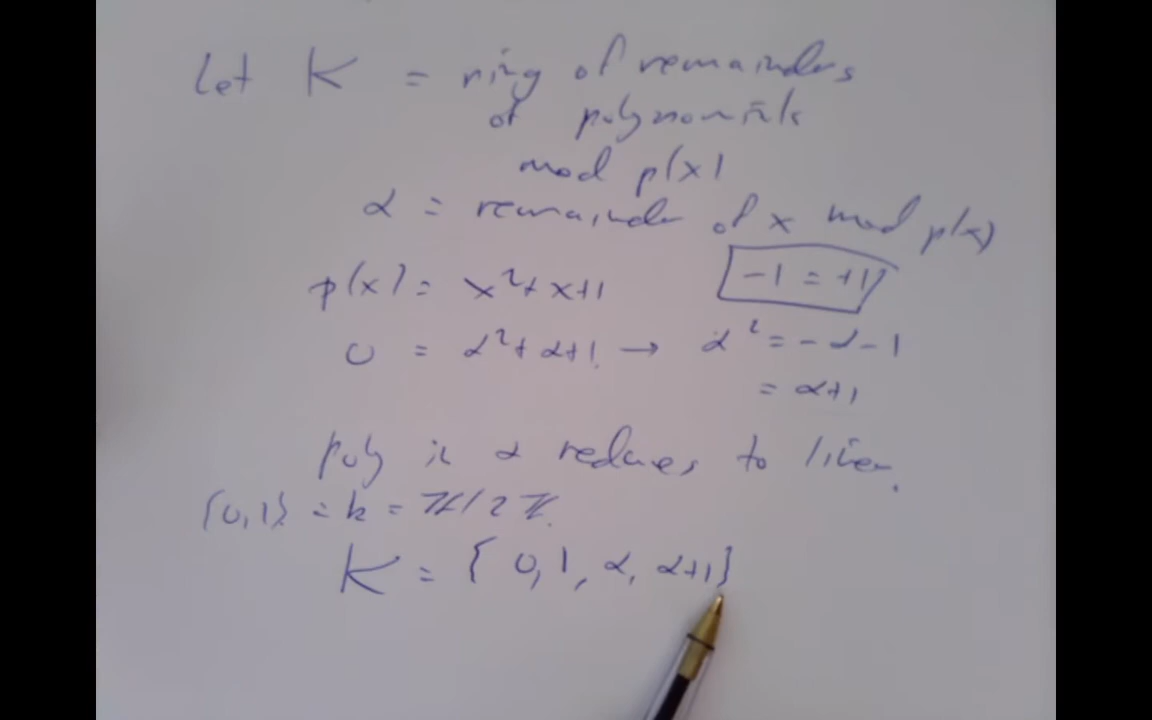 Let K = ring of remainders
of polynomials
mod p(x)
α = remainder of x mod p(x)
p(x) = x²+x+1
-1 = +1
0 = α²+α+1. → α² = -α-1
= α+1
poly in α reduces to linear.
{0,1} = k = ℤ/2ℤ.
K = { 0, 1, α, α+1}